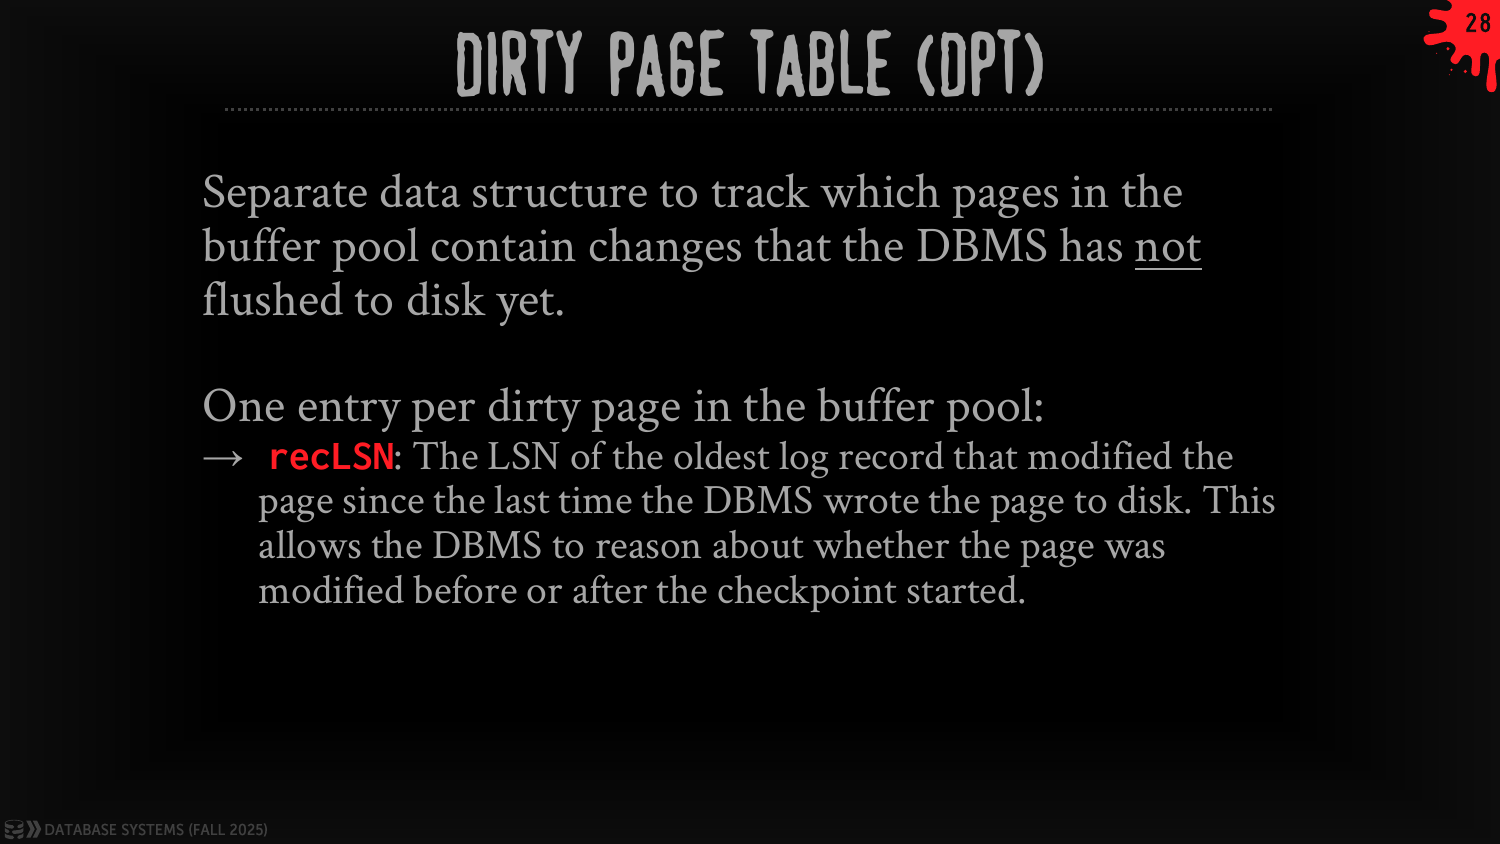 28
DIRTY PAGE TABLE (DPT)
Separate data structure to track which pages in the
buffer pool contain changes that the DBMS has not
flushed to disk yet.
One entry per dirty page in the buffer pool:
→ recLSN: The LSN of the oldest log record that modified the
page since the last time the DBMS wrote the page to disk. This
allows the DBMS to reason about whether the page was
modified before or after the checkpoint started.
DATABASE SYSTEMS (FALL 2025)